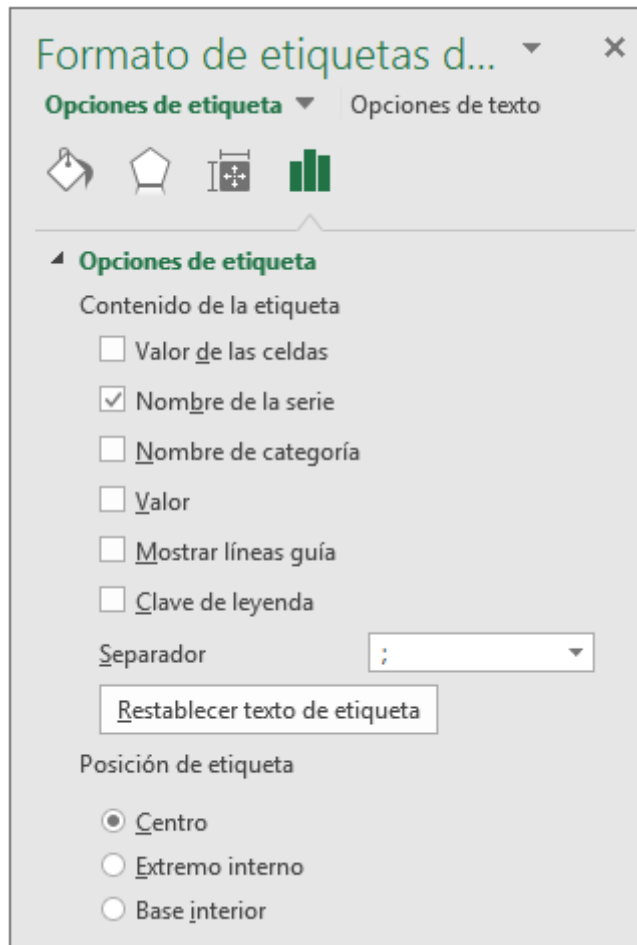 Formato de etiquetas d...
Opciones de etiqueta Opciones de texto
Opciones de etiqueta
Contenido de la etiqueta
Valor de las celdas
Nombre de la serie
Nombre de categoría
Valor
Mostrar líneas guía
Clave de leyenda
Separador ;
Restablecer texto de etiqueta
Posición de etiqueta
Centro
Extremo interno
Base interior